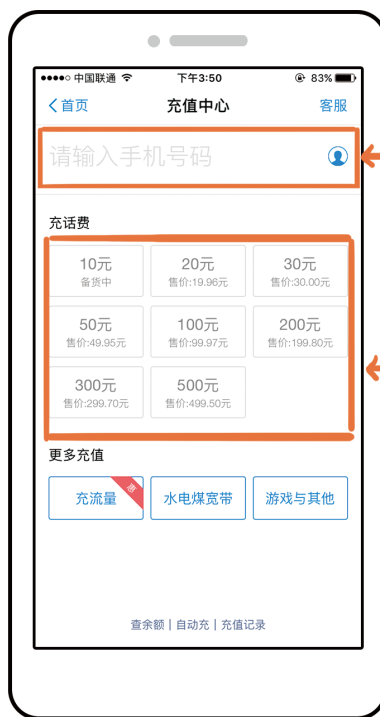 中国联通 下午3:50 83%
首页 充值中心 客服
请输入手机号码
充话费
10元 20元 30元
备货中 售价:19.96元 售价:30.00元
50元 100元 200元
售价:49.95元 售价:99.97元 售价:199.80元
300元 500元
售价:299.70元 售价:499.50元
更多充值
充流量 惠 水电煤宽带 游戏与其他
查余额 | 自动充 | 充值记录